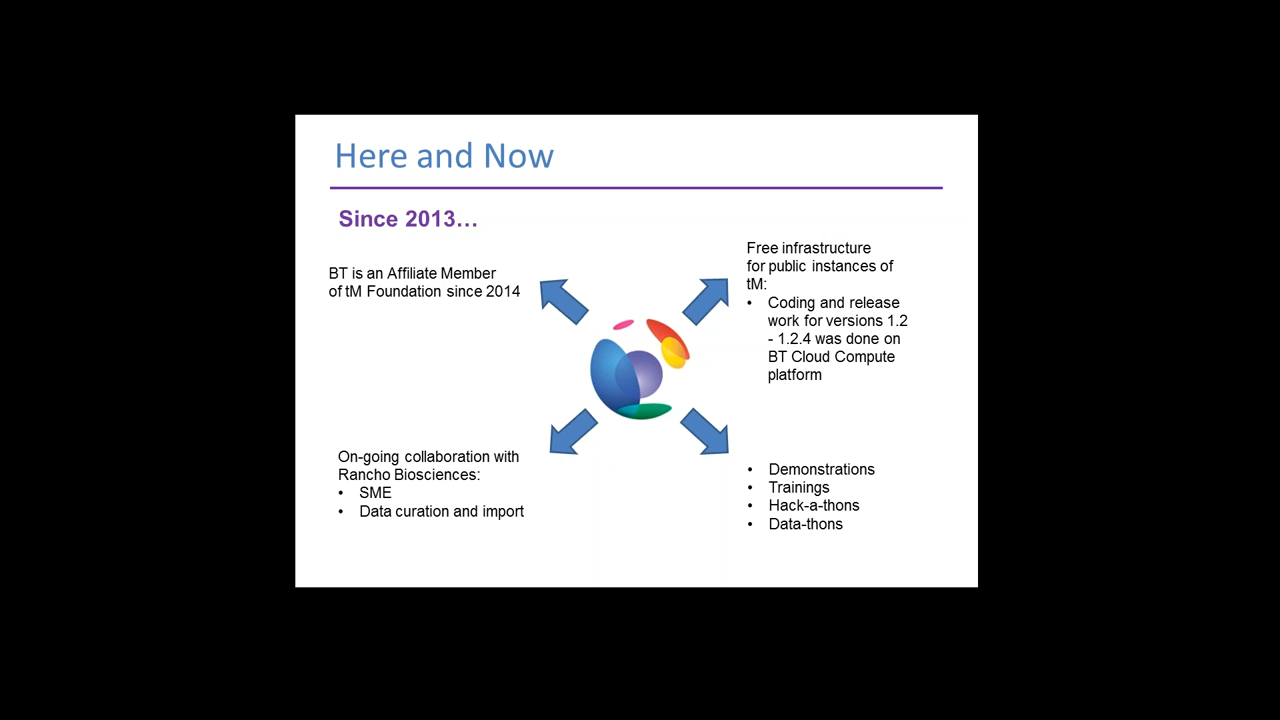 Here and Now
Since 2013…
BT is an Affiliate Member
of tM Foundation since 2014
Free infrastructure
for public instances of
tM:
• Coding and release
work for versions 1.2
- 1.2.4 was done on
BT Cloud Compute
platform
On-going collaboration with
Rancho Biosciences:
• SME
• Data curation and import
• Demonstrations
• Trainings
• Hack-a-thons
• Data-thons